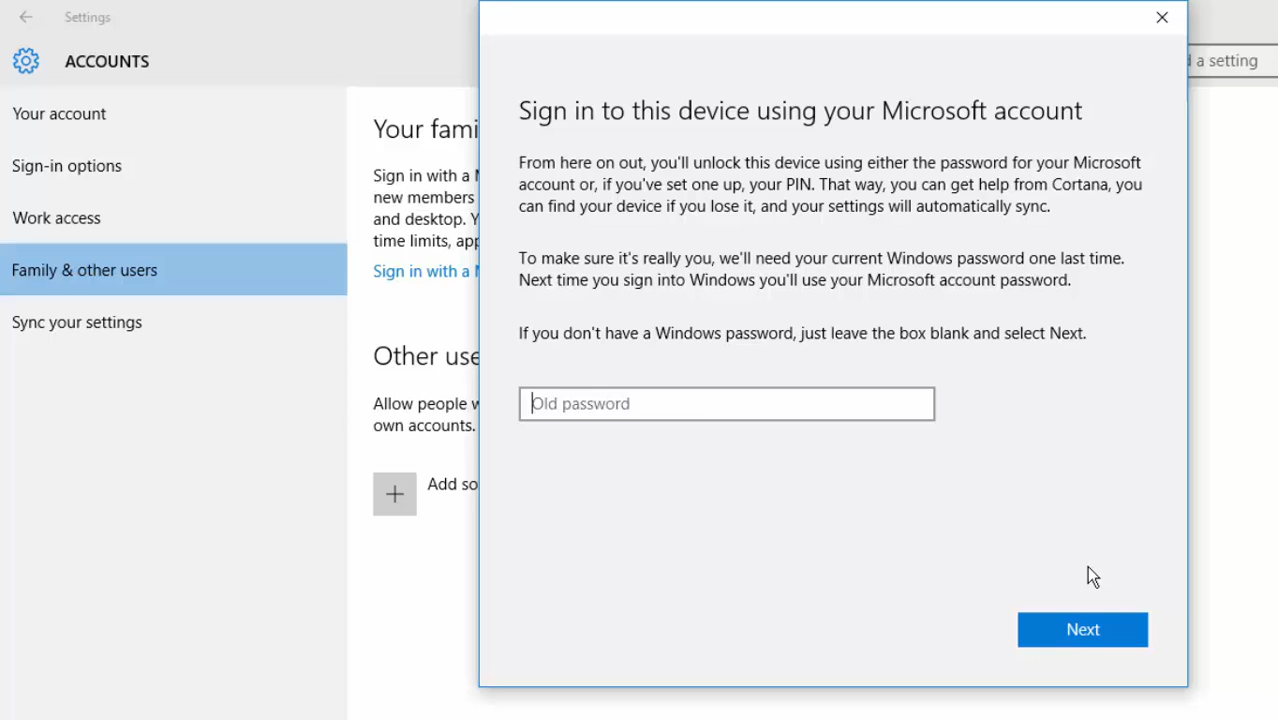 Settings
ACCOUNTS
a setting
Your account
Sign-in options
Work access
Family & other users
Sync your settings
Your fami
Sign in with a
new members
and desktop. Y
time limits, app
Sign in with a
Other use
Allow people w
own accounts.
Add so
Sign in to this device using your Microsoft account
From here on out, you'll unlock this device using either the password for your Microsoft
account or, if you've set one up, your PIN. That way, you can get help from Cortana, you
can find your device if you lose it, and your settings will automatically sync.
To make sure it's really you, we'll need your current Windows password one last time.
Next time you sign into Windows you'll use your Microsoft account password.
If you don't have a Windows password, just leave the box blank and select Next.
Old password
Next